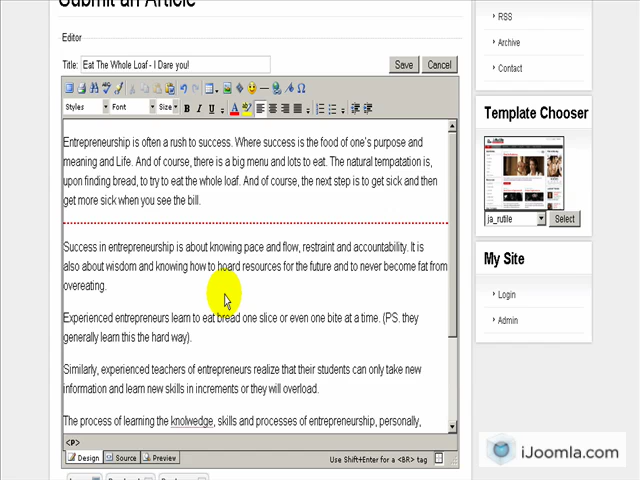 Submit an Article
Editor
Title: Eat The Whole Loaf - I Dare you!
Save
Cancel
Styles
Font
Size
B I U
A
Entrepreneurship is often a rush to success. Where success is the food of one's purpose and
meaning and Life. And of course, there is a big menu and lots to eat. The natural tempatation is,
upon finding bread, to try to eat the whole loaf. And of course, the next step is to get sick and then
get more sick when you see the bill.
Success in entrepreneurship is about knowing pace and flow, restraint and accountability. It is
also about wisdom and knowing how to hoard resources for the future and to never become fat from
overeating.
Experienced entrepreneurs learn to eat bread one slice or even one bite at a time. (PS. they
generally learn this the hard way).
Similarly, experienced teachers of entrepreneurs realize that their students can only take new
information and learn new skills in increments or they will overload.
The process of learning the knolwedge, skills and processes of entrepreneurship, personally,
<P>
Design
Source
Preview
Use Shift+Enter for a <BR> tag
RSS
Archive
Contact
Template Chooser
ja_rutile
Select
My Site
Login
Admin
iJoomla.com